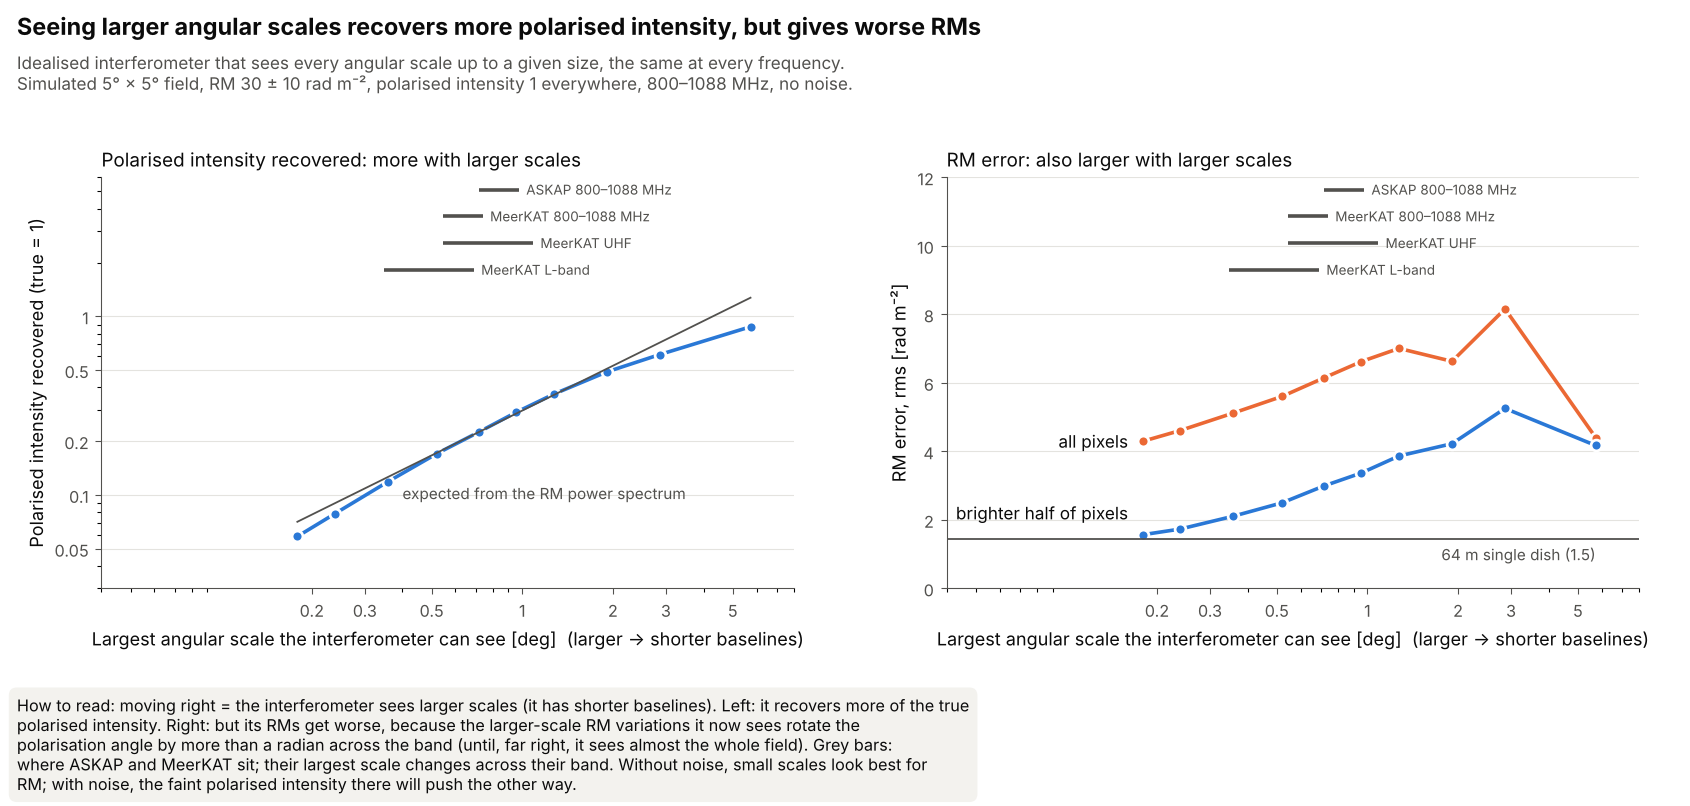 Seeing larger angular scales recovers more polarised intensity, but gives worse RMs
Idealised interferometer that sees every angular scale up to a given size, the same at every frequency.
Simulated 5° × 5° field, RM 30 ± 10 rad m⁻², polarised intensity 1 everywhere, 800–1088 MHz, no noise.
Polarised intensity recovered: more with larger scales
ASKAP 800–1088 MHz
MeerKAT 800–1088 MHz
MeerKAT UHF
MeerKAT L-band
expected from the RM power spectrum
Polarised intensity recovered (true = 1)
1
0.5
0.2
0.1
0.05
0.2
0.3
0.5
1
2
3
5
Largest angular scale the interferometer can see [deg]  (larger → shorter baselines)
RM error: also larger with larger scales
ASKAP 800–1088 MHz
MeerKAT 800–1088 MHz
MeerKAT UHF
MeerKAT L-band
all pixels
brighter half of pixels
64 m single dish (1.5)
RM error, rms [rad m⁻²]
12
10
8
6
4
2
0
0.2
0.3
0.5
1
2
3
5
Largest angular scale the interferometer can see [deg]  (larger → shorter baselines)
How to read: moving right = the interferometer sees larger scales (it has shorter baselines). Left: it recovers more of the true
polarised intensity. Right: but its RMs get worse, because the larger-scale RM variations it now sees rotate the
polarisation angle by more than a radian across the band (until, far right, it sees almost the whole field). Grey bars:
where ASKAP and MeerKAT sit; their largest scale changes across their band. Without noise, small scales look best for
RM; with noise, the faint polarised intensity there will push the other way.